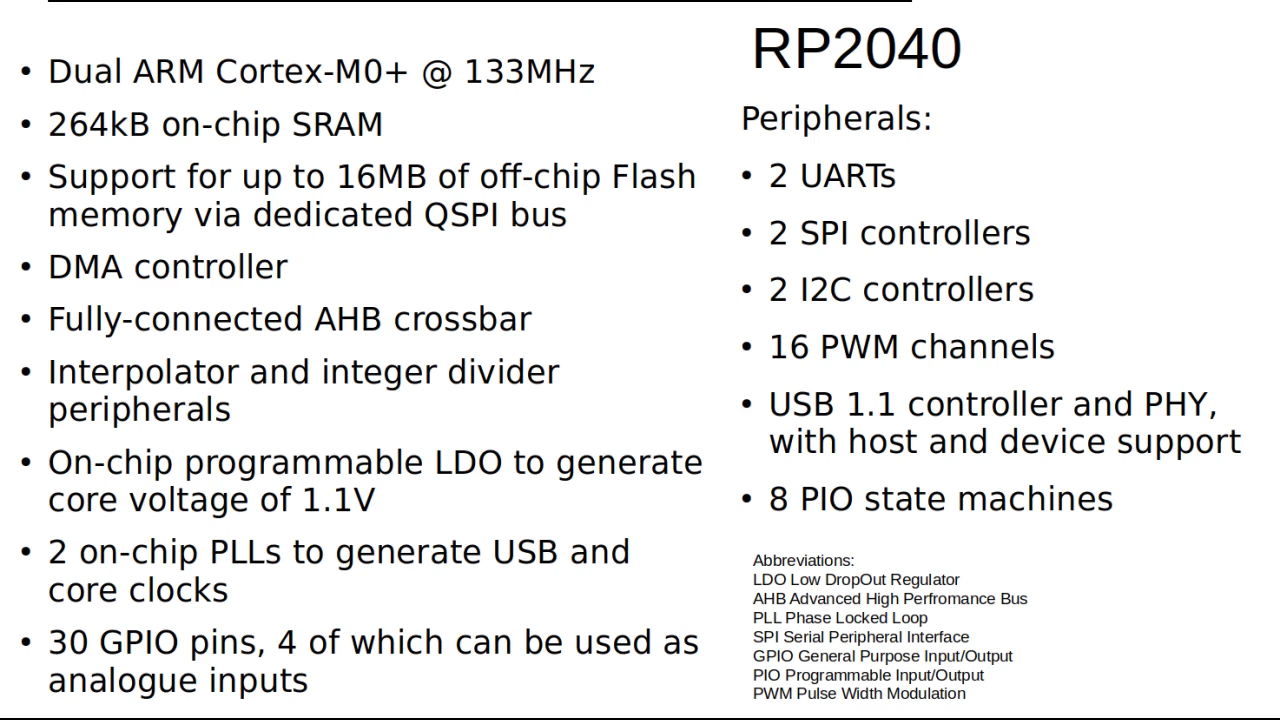 • Dual ARM Cortex-M0+ @ 133MHz
• 264kB on-chip SRAM
• Support for up to 16MB of off-chip Flash
memory via dedicated QSPI bus
• DMA controller
• Fully-connected AHB crossbar
• Interpolator and integer divider
peripherals
• On-chip programmable LDO to generate
core voltage of 1.1V
• 2 on-chip PLLs to generate USB and
core clocks
• 30 GPIO pins, 4 of which can be used as
analogue inputs
RP2040
Peripherals:
• 2 UARTs
• 2 SPI controllers
• 2 I2C controllers
• 16 PWM channels
• USB 1.1 controller and PHY,
with host and device support
• 8 PIO state machines
Abbreviations:
LDO Low DropOut Regulator
AHB Advanced High Perfromance Bus
PLL Phase Locked Loop
SPI Serial Peripheral Interface
GPIO General Purpose Input/Output
PIO Programmable Input/Output
PWM Pulse Width Modulation